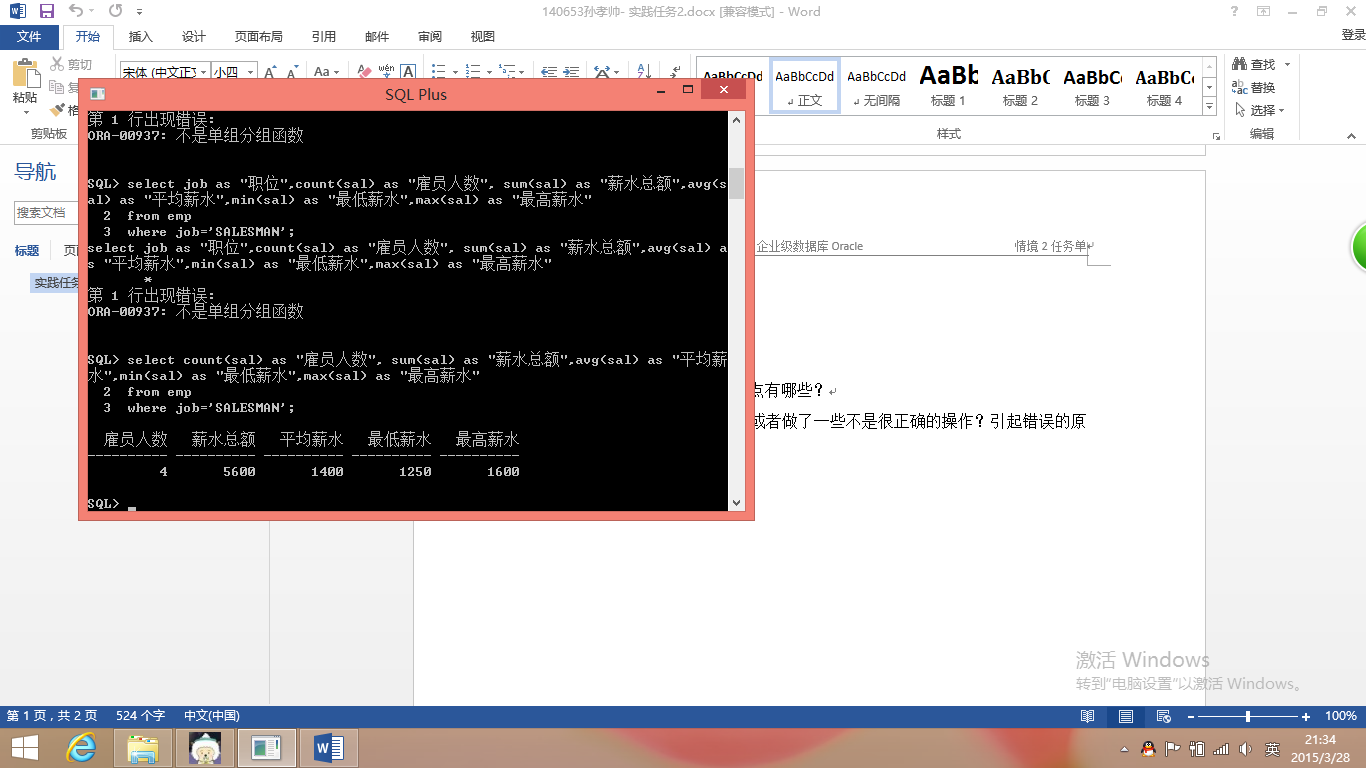 140653孙孝帅- 实践任务2.docx [兼容模式] - Word
文件 开始 插入 设计 页面布局 引用 邮件 审阅 视图 登录
剪切
粘贴
剪贴板
宋体 (中文正 小四
Aa
wén
A
AaBbCcDd AaBbCcDd AaBbCcDd AaBb AaBbC AaBbCc AaBbCc
正文 无间隔 标题 1 标题 2 标题 3 标题 4
样式
查找
替换
选择
编辑
导航
搜索文档
标题
实践任务
SQL Plus
第 1 行出现错误:
ORA-00937: 不是单组分组函数
SQL> select job as "职位",count(sal) as "雇员人数", sum(sal) as "薪水总额",avg(s
al) as "平均薪水",min(sal) as "最低薪水",max(sal) as "最高薪水"
2 from emp
3 where job='SALESMAN';
select job as "职位",count(sal) as "雇员人数", sum(sal) as "薪水总额",avg(sal) a
s "平均薪水",min(sal) as "最低薪水",max(sal) as "最高薪水"
*
第 1 行出现错误:
ORA-00937: 不是单组分组函数
SQL> select count(sal) as "雇员人数", sum(sal) as "薪水总额",avg(sal) as "平均薪
水",min(sal) as "最低薪水",max(sal) as "最高薪水"
2 from emp
3 where job='SALESMAN';
雇员人数 薪水总额 平均薪水 最低薪水 最高薪水
---------- ---------- ---------- ---------- ----------
4 5600 1400 1250 1600
SQL>
企业级数据库 Oracle 情境 2 任务单
点有哪些?
或者做了一些不是很正确的操作? 引起错误的原
激活 Windows
转到"电脑设置"以激活 Windows。
第 1 页 , 共 2 页 524 个字 中文(中国) 100%
英
21:34
2015/3/28